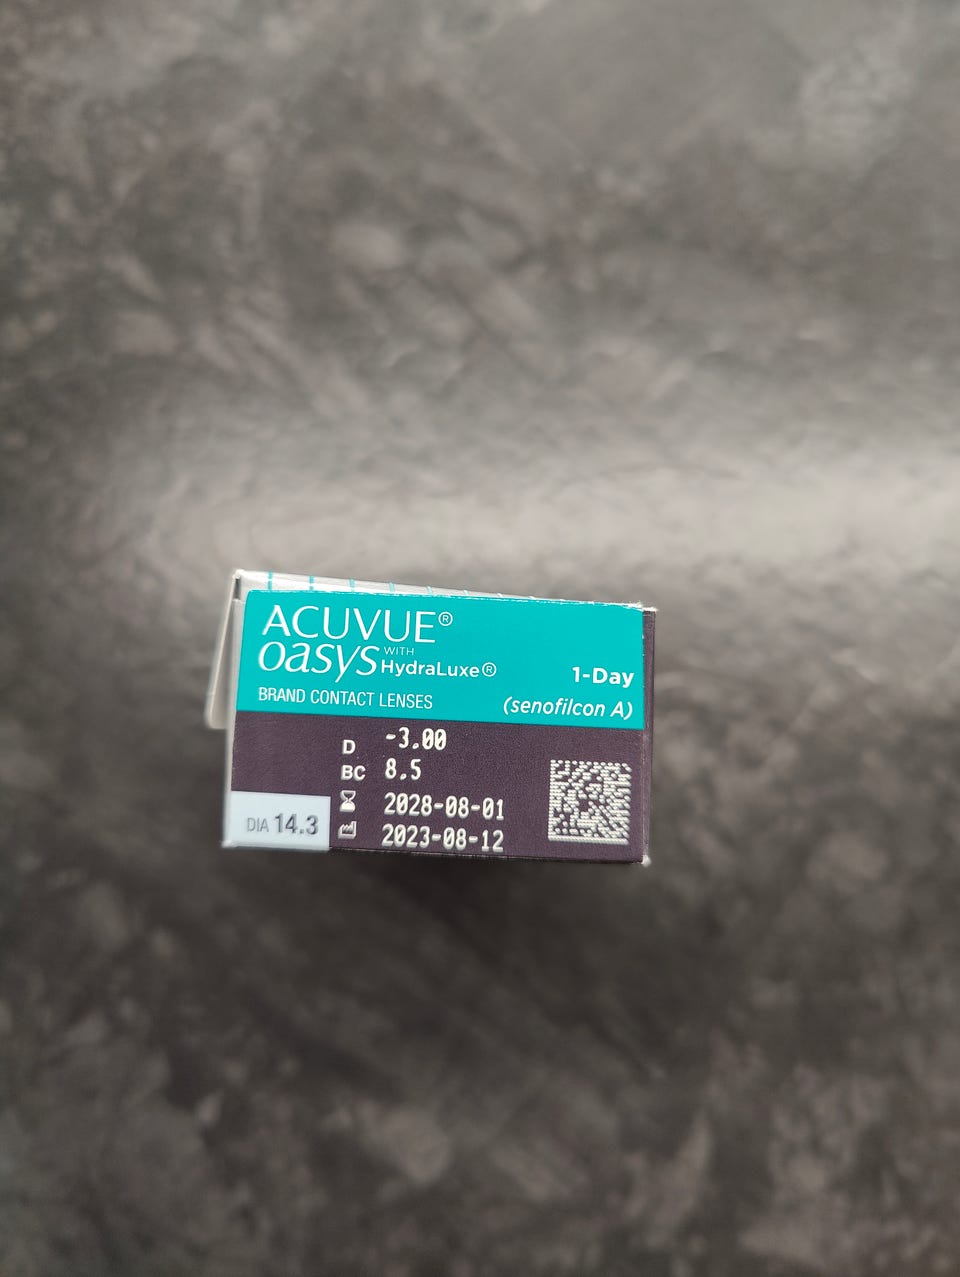 ACUVUE®
oasys WITH HydraLuxe®
1-Day
BRAND CONTACT LENSES
(senofilcon A)
D -3.00
BC 8.5
2028-08-01
DIA 14.3
2023-08-12